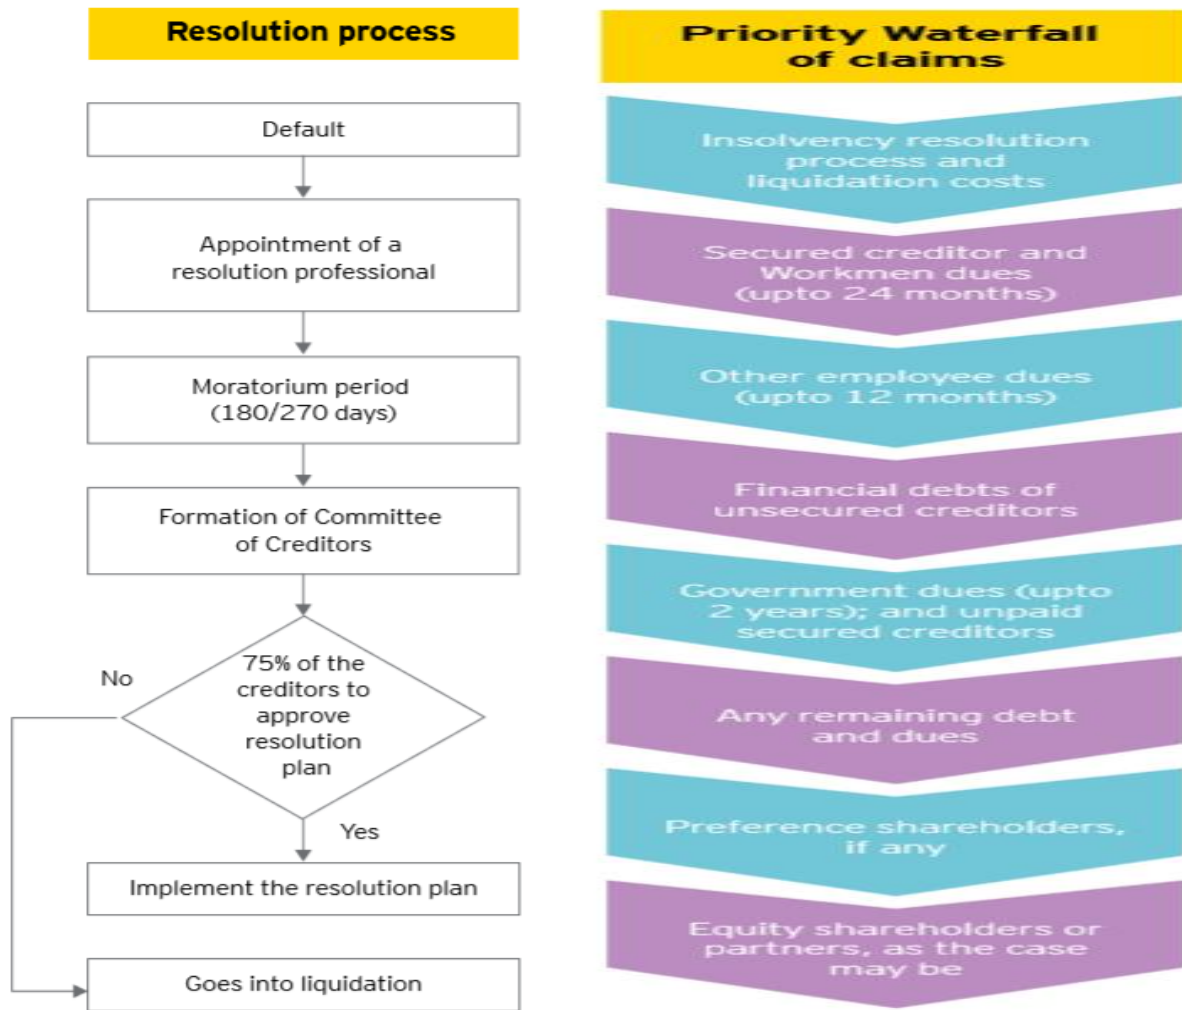 Resolution process
Default
Appointment of a
resolution professional
Moratorium period
(180/270 days)
Formation of Committee
of Creditors
No
75% of the
creditors to
approve
resolution
plan
Yes
Implement the resolution plan
Goes into liquidation
Priority Waterfall
of claims
Insolvency resolution
process and
liquidation costs
Secured creditor and
Workmen dues
(upto 24 months)
Other employee dues
(upto 12 months)
Financial debts of
unsecured creditors
Government dues (upto
2 years); and unpaid
secured creditors
Any remaining debt
and dues
Preference shareholders,
if any
Equity shareholders or
partners, as the case
may be